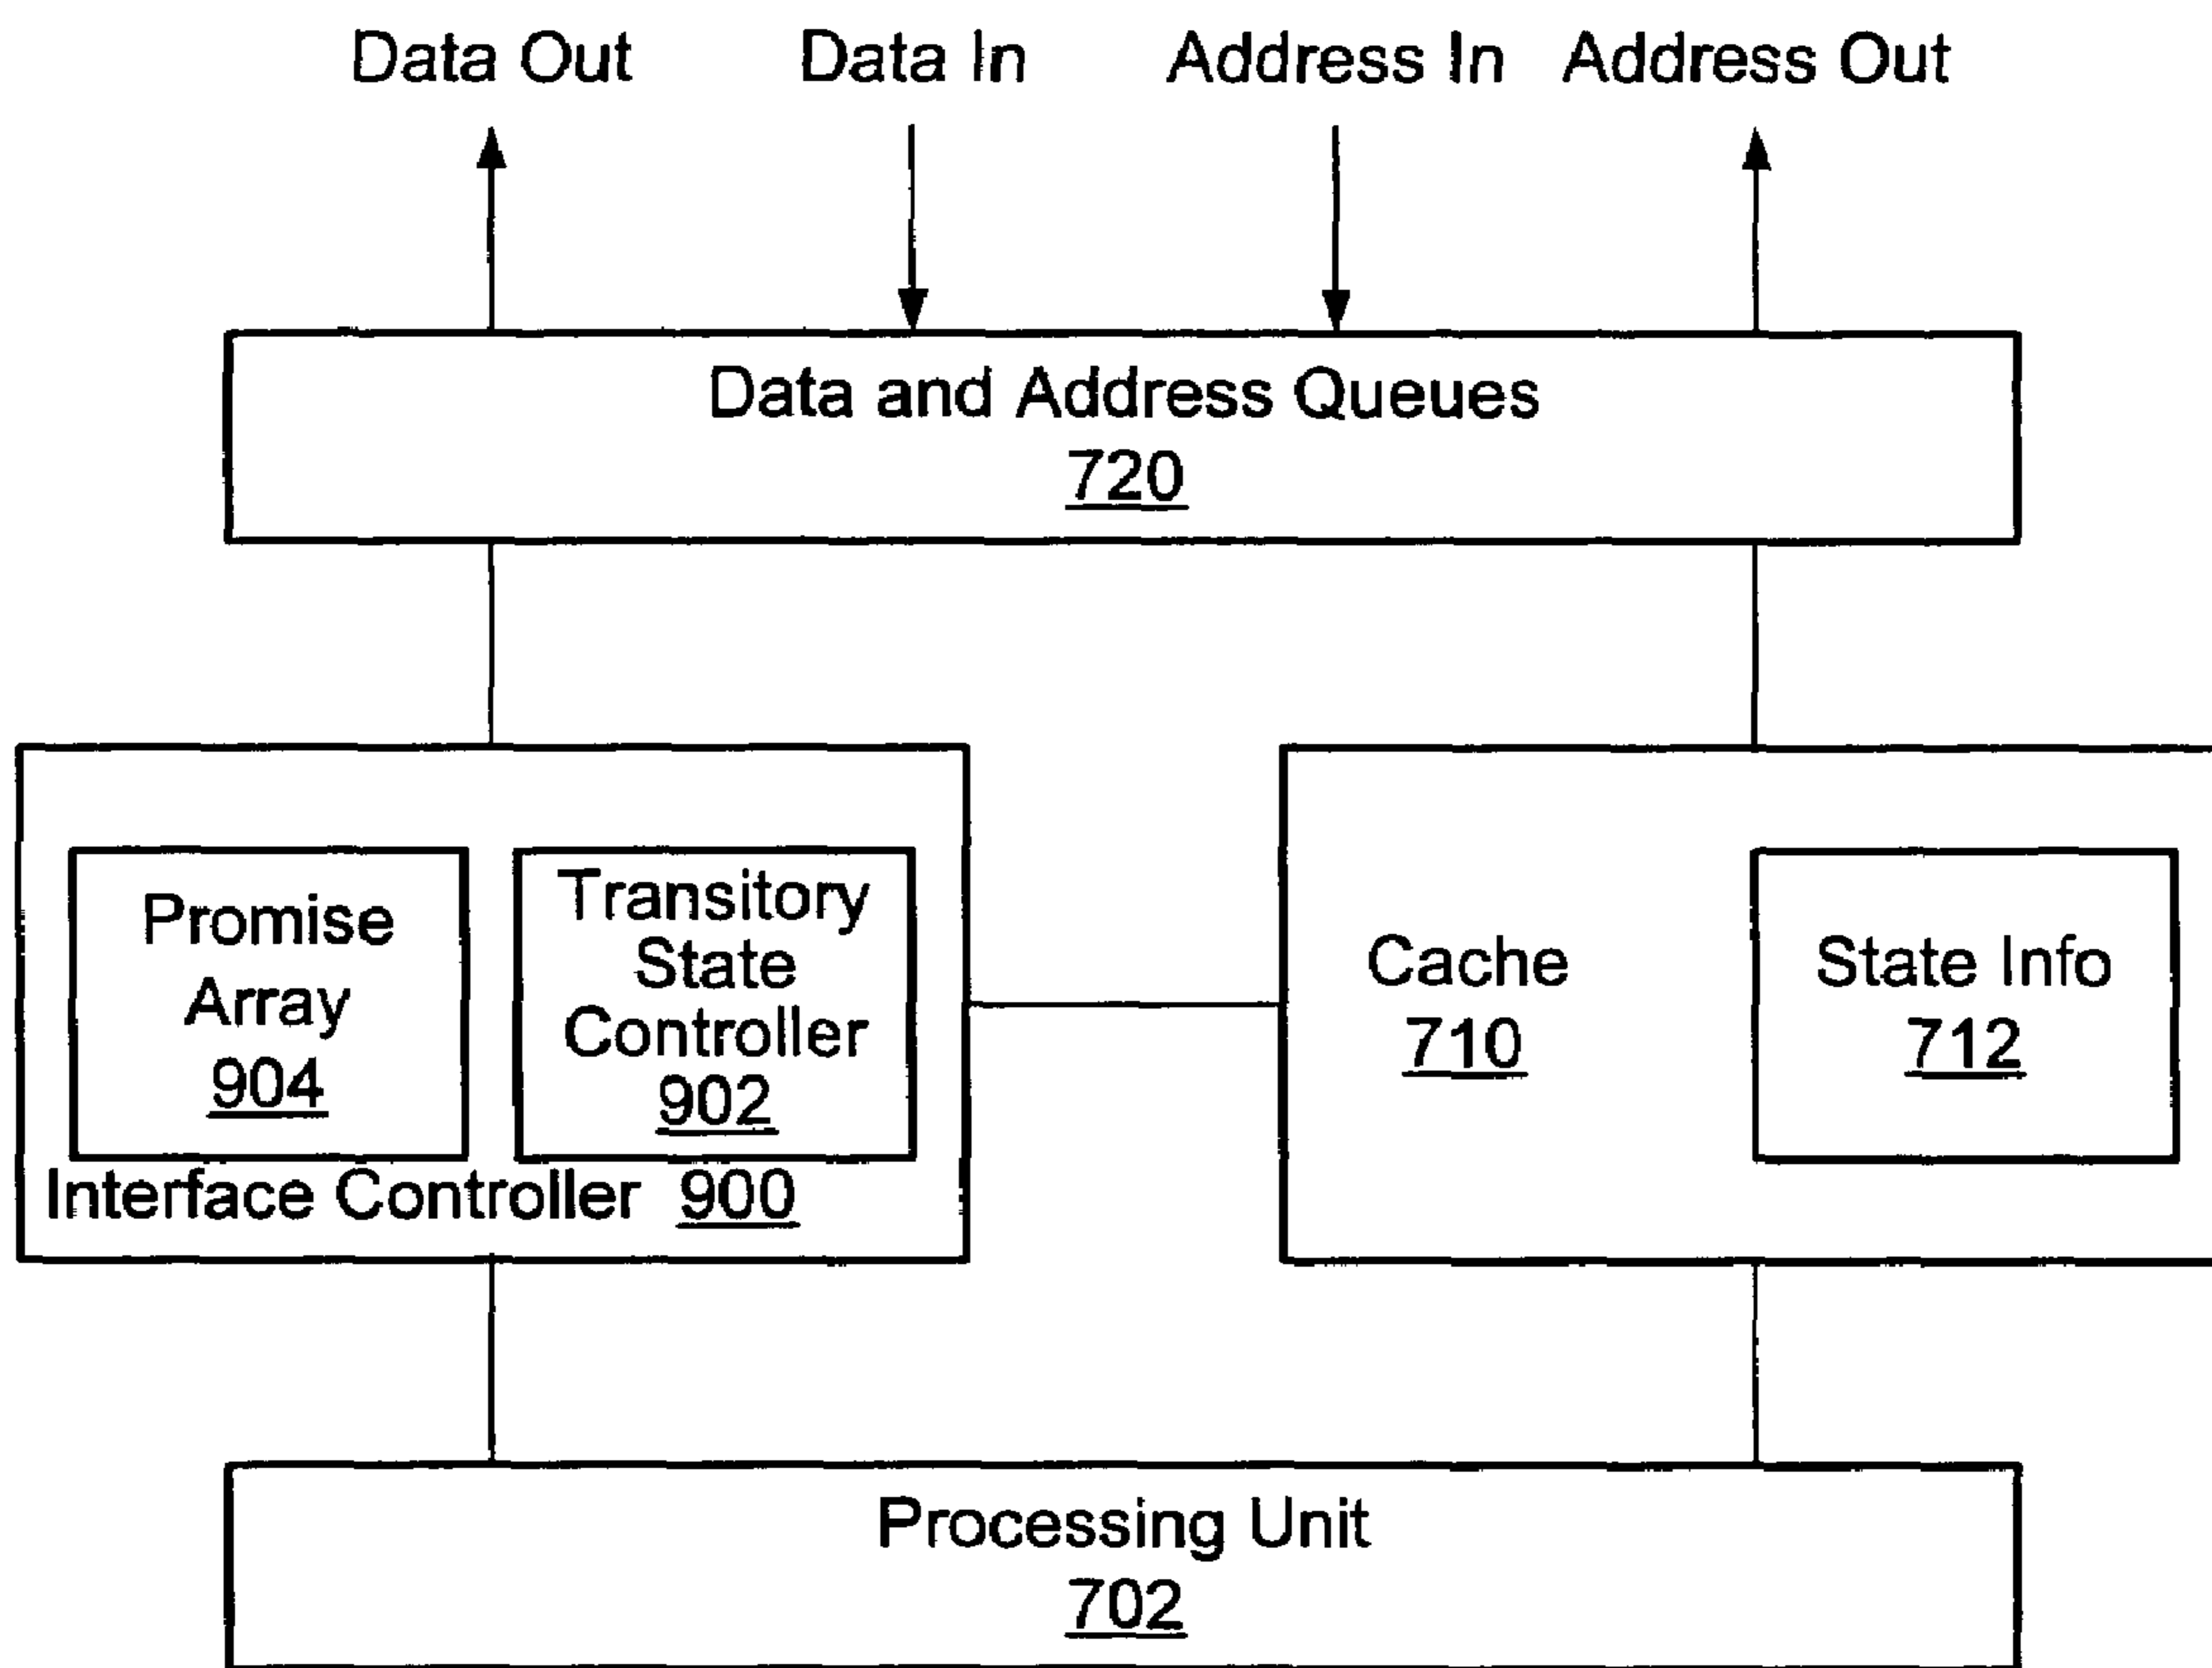 Data Out
Data In
Address In
Address Out
Data and Address Queues
720
Promise
Array
904
Transitory
State
Controller
902
Interface Controller 900
Cache
710
State Info
712
Processing Unit
702